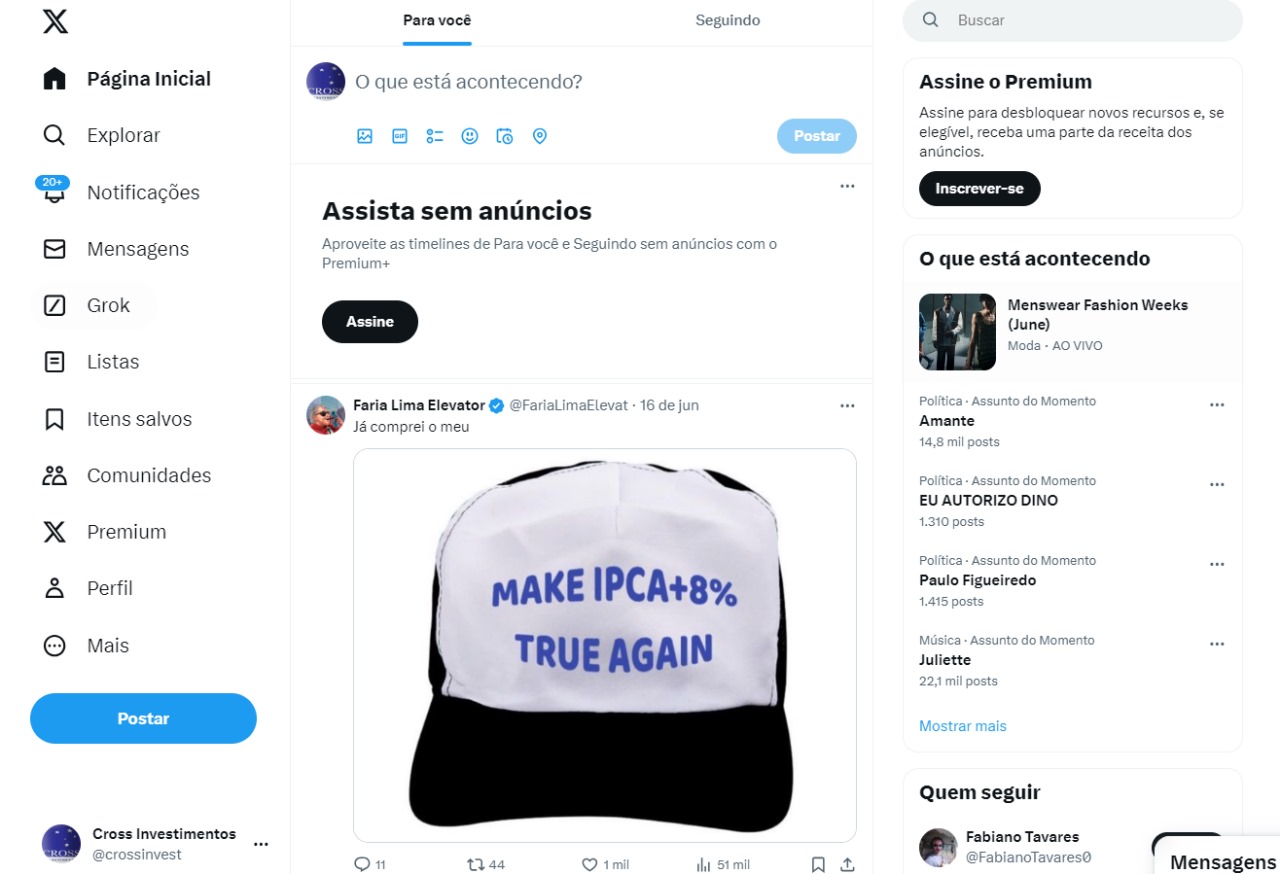 Página Inicial
Explorar
20+
Notificações
Mensagens
Grok
Listas
Itens salvos
Comunidades
Premium
Perfil
Mais
Postar
CROSS
Cross Investimentos
@crossinvest
Para você
Seguindo
CROSS
O que está acontecendo?
GIF
Postar
Assista sem anúncios
Aproveite as timelines de Para você e Seguindo sem anúncios com o
Premium+
Assine
Faria Lima Elevator @FariaLimaElevat · 16 de jun
Já comprei o meu
MAKE IPCA+8%
TRUE AGAIN
11
44
1 mil
51 mil
Buscar
Assine o Premium
Assine para desbloquear novos recursos e, se
elegível, receba uma parte da receita dos
anúncios.
Inscrever-se
O que está acontecendo
Menswear Fashion Weeks
(June)
Moda · AO VIVO
Política · Assunto do Momento
Amante
14,8 mil posts
Política · Assunto do Momento
EU AUTORIZO DINO
1.310 posts
Política · Assunto do Momento
Paulo Figueiredo
1.415 posts
Música · Assunto do Momento
Juliette
22,1 mil posts
Mostrar mais
Quem seguir
Fabiano Tavares
@FabianoTavares0
Mensagens